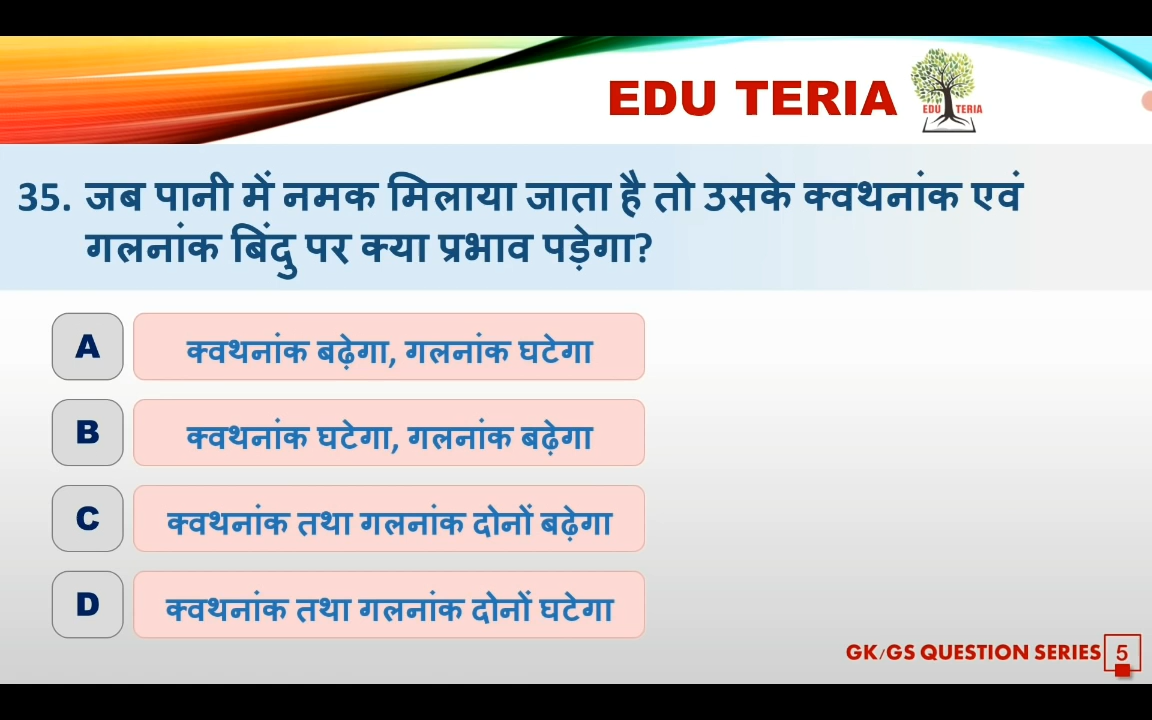 EDU TERIA
EDU TERIA
35. जब पानी में नमक मिलाया जाता है तो उसके क्वथनांक एवं
गलनांक बिंदु पर क्या प्रभाव पड़ेगा?
A क्वथनांक बढ़ेगा, गलनांक घटेगा
B क्वथनांक घटेगा, गलनांक बढ़ेगा
C क्वथनांक तथा गलनांक दोनों बढ़ेगा
D क्वथनांक तथा गलनांक दोनों घटेगा
GK/GS QUESTION SERIES 5